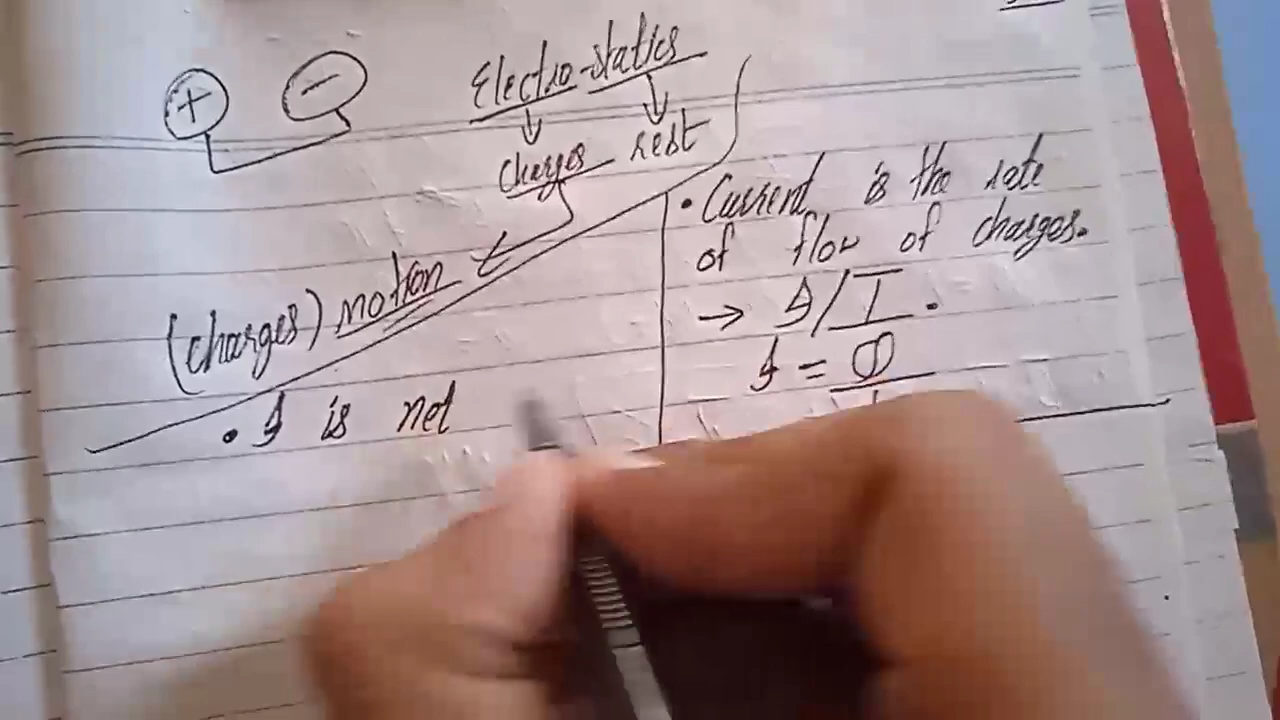 + -
Electro-statics
charges rest
(charges) motion
• I is net
• Current is the rate
of flow of charges.
→ I/I.
I = Q